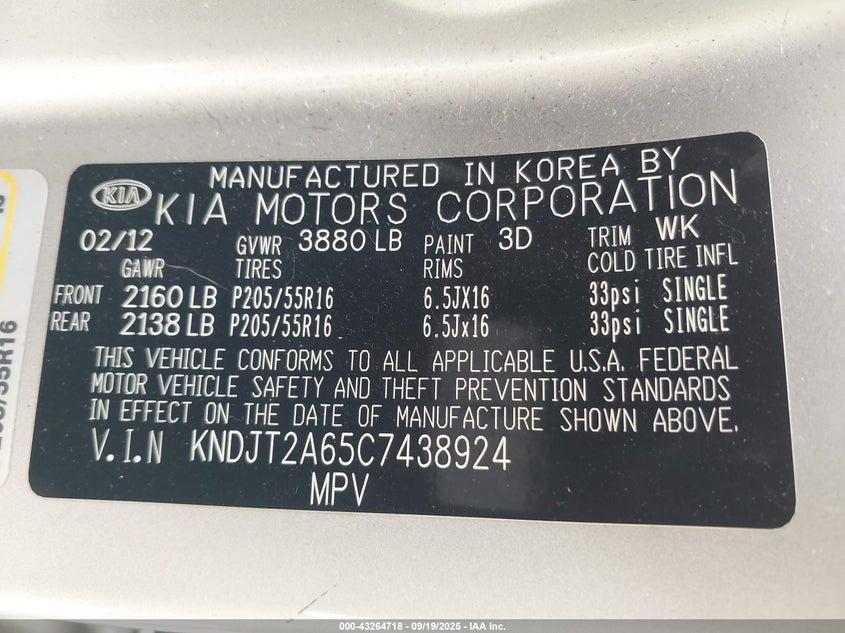 MANUFACTURED IN KOREA BY
KIA KIA MOTORS CORPORATION
02/12 GVWR 3880 LB PAINT 3D TRIM WK
GAWR TIRES RIMS COLD TIRE INFL
FRONT 2160 LB P205/55R16 6.5JX16 33psi SINGLE
REAR 2138 LB P205/55R16 6.5Jx16 33psi SINGLE
THIS VEHICLE CONFORMS TO ALL APPLICABLE U.S.A. FEDERAL
MOTOR VEHICLE SAFETY AND THEFT PREVENTION STANDARDS
IN EFFECT ON THE DATE OF MANUFACTURE SHOWN ABOVE.
V.I.N KNDJT2A65C7438924
MPV
/55R16
000-43264718 - 09/19/2025 - IAA Inc.